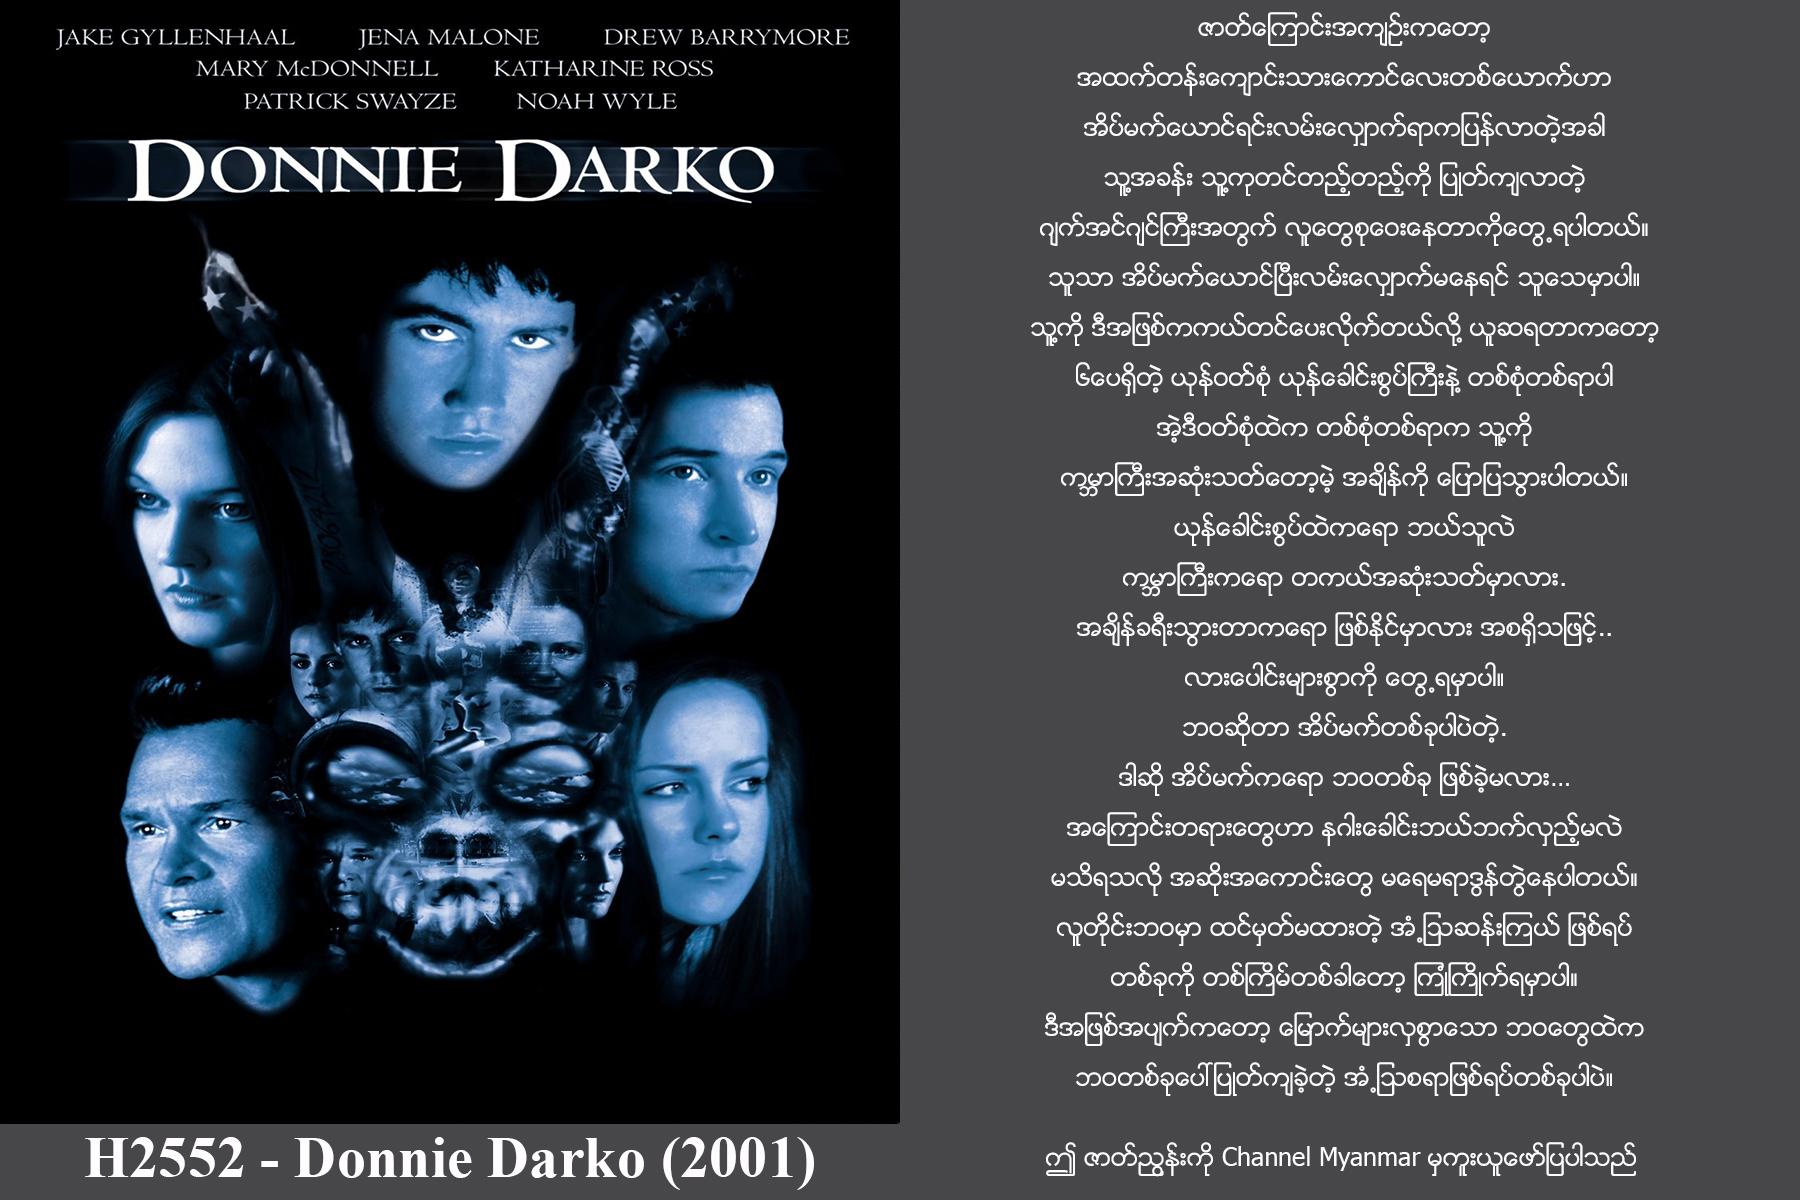 JAKE GYLLENHAAL JENA MALONE DREW BARRYMORE
MARY McDONNELL KATHARINE ROSS
PATRICK SWAYZE NOAH WYLE
DONNIE DARKO
H2552 - Donnie Darko (2001)
ဇာတ်ကြောင်းအကျဉ်းကတော့
အထက်တန်းကျောင်းသားကောင်လေးတစ်ယောက်ဟာ
အိပ်မက်ယောင်ရင်းလမ်းလျှောက်ရာကပြန်လာတဲ့အခါ
သူ့အခန်း သူ့ကုတင်တည့်တည့်ကို ပြုတ်ကျလာတဲ့
ဂျက်အင်ဂျင်ကြီးအတွက် လူတွေစုဝေးနေတာကိုတွေ့ရပါတယ်။
သူသာ အိပ်မက်ယောင်ပြီးလမ်းလျှောက်မနေရင် သူသေမှာပါ။
သူ့ကို ဒီအဖြစ်ကကယ်တင်ပေးလိုက်တယ်လို့ ယူဆရတာကတော့
၆ပေရှိတဲ့ ယုန်ဝတ်စုံ ယုန်ခေါင်းစွပ်ကြီးနဲ့ တစ်စုံတစ်ရာပါ
အဲ့ဒီဝတ်စုံထဲက တစ်စုံတစ်ရာက သူ့ကို
ကမ္ဘာကြီးအဆုံးသတ်တော့မဲ့ အချိန်ကို ပြောပြသွားပါတယ်။
ယုန်ခေါင်းစွပ်ထဲကရော ဘယ်သူလဲ
ကမ္ဘာကြီးကရော တကယ်အဆုံးသတ်မှာလား.
အချိန်ခရီးသွားတာကရော ဖြစ်နိုင်မှာလား အစရှိသဖြင့်..
လားပေါင်းများစွာကို တွေ့ရမှာပါ။
ဘဝဆိုတာ အိပ်မက်တစ်ခုပါပဲတဲ့.
ဒါဆို အိပ်မက်ကရော ဘဝတစ်ခု ဖြစ်ခဲ့မလား...
အကြောင်းတရားတွေဟာ နဂါးခေါင်းဘယ်ဘက်လှည့်မလဲ
မသိရသလို အဆိုးအကောင်းတွေ မရေမရာဒွန်တွဲနေပါတယ်။
လူတိုင်းဘဝမှာ ထင်မှတ်မထားတဲ့ အံ့ဩဆန်းကြယ် ဖြစ်ရပ်
တစ်ခုကို တစ်ကြိမ်တစ်ခါတော့ ကြုံကြိုက်ရမှာပါ။
ဒီအဖြစ်အပျက်ကတော့ မြောက်များလှစွာသော ဘဝတွေထဲက
ဘဝတစ်ခုပေါ်ပြုတ်ကျခဲ့တဲ့ အံ့ဩစရာဖြစ်ရပ်တစ်ခုပါပဲ။
ဤ ဇာတ်ညွှန်းကို Channel Myanmar မှကူးယူဖော်ပြပါသည်